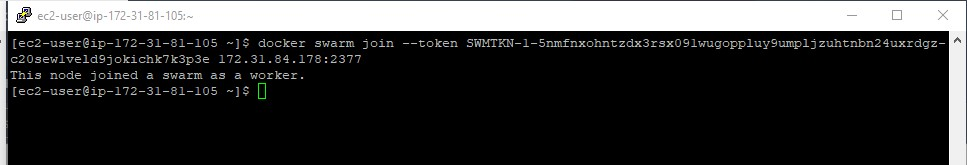 ec2-user@ip-172-31-81-105:~
[ec2-user@ip-172-31-81-105 ~]$ docker swarm join --token SWMTKN-1-5nmfnxohntzdx3rsx09lwugoppluy9umpljzuhtnbn24uxrdgz-
c20sewlveld9jokichk7k3p3e 172.31.84.178:2377
This node joined a swarm as a worker.
[ec2-user@ip-172-31-81-105 ~]$